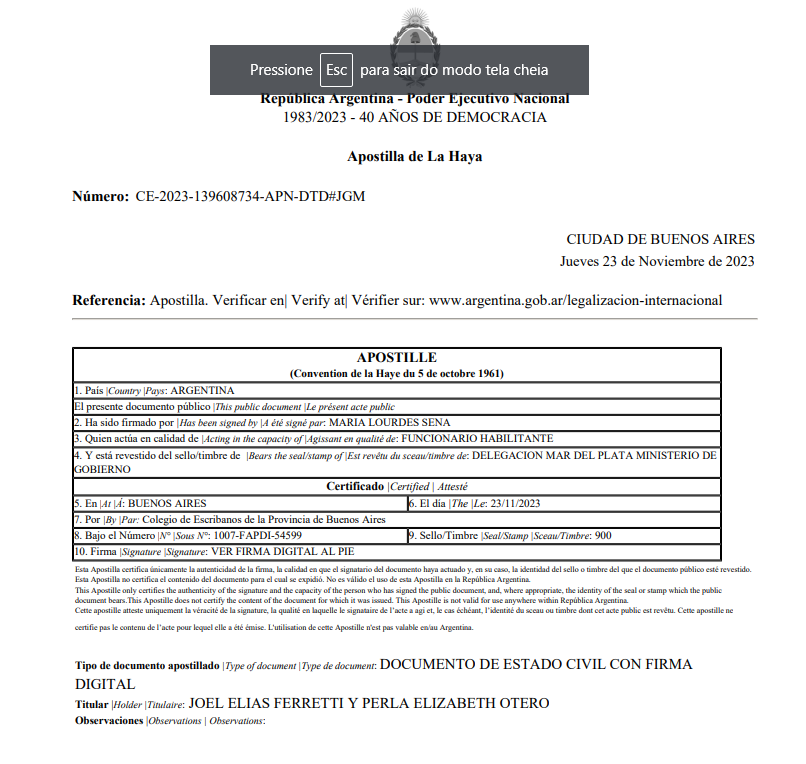 Pressione Esc para sair do modo tela cheia
República Argentina - Poder Ejecutivo Nacional
1983/2023 - 40 AÑOS DE DEMOCRACIA
Apostilla de La Haya
Número: CE-2023-139608734-APN-DTD#JGM
CIUDAD DE BUENOS AIRES
Jueves 23 de Noviembre de 2023
Referencia: Apostilla. Verificar en| Verify at| Vérifier sur: www.argentina.gob.ar/legalizacion-internacional
APOSTILLE
(Convention de la Haye du 5 de octobre 1961)
1. País |Country |Pays: ARGENTINA
El presente documento público |This public document |Le présent acte public
2. Ha sido firmado por |Has been signed by |A été signé par: MARIA LOURDES SENA
3. Quien actúa en calidad de |Acting in the capacity of |Agissant en qualité de: FUNCIONARIO HABILITANTE
4. Y está revestido del sello/timbre de |Bears the seal/stamp of |Est revêtu du sceau/timbre de: DELEGACION MAR DEL PLATA MINISTERIO DE
GOBIERNO
Certificado |Certified | Attesté
5. En |At |Á: BUENOS AIRES 6. El día |The |Le: 23/11/2023
7. Por |By |Par: Colegio de Escribanos de la Provincia de Buenos Aires
8. Bajo el Número |N° |Sous N°: 1007-FAPDI-54599 9. Sello/Timbre |Seal/Stamp |Sceau/Timbre: 900
10. Firma |Signature |Signature: VER FIRMA DIGITAL AL PIE
Esta Apostilla certifica únicamente la autenticidad de la firma, la calidad en que el signatario del documento haya actuado y, en su caso, la identidad del sello o timbre del que el documento público esté revestido.
Esta Apostilla no certifica el contenido del documento para el cual se expidió. No es válido el uso de esta Apostilla en la República Argentina.
This Apostille only certifies the authenticity of the signature and the capacity of the person who has signed the public document, and, where appropriate, the identity of the seal or stamp which the public
document bears.This Apostille does not certify the content of the document for which it was issued. This Apostille is not valid for use anywhere within República Argentina.
Cette apostille atteste uniquement la véracité de la signature, la qualité en laquelle le signataire de l'acte a agi et, le cas échéant, l'identité du sceau ou timbre dont cet acte public est revêtu. Cette apostille ne
certifie pas le contenu de l'acte pour lequel elle a été émise. L'utilisation de cette Apostille n'est pas valable en/au Argentina.
Tipo de documento apostillado |Type of document |Type de document: DOCUMENTO DE ESTADO CIVIL CON FIRMA
DIGITAL
Titular |Holder |Titulaire: JOEL ELIAS FERRETTI Y PERLA ELIZABETH OTERO
Observaciones |Observations | Observations: